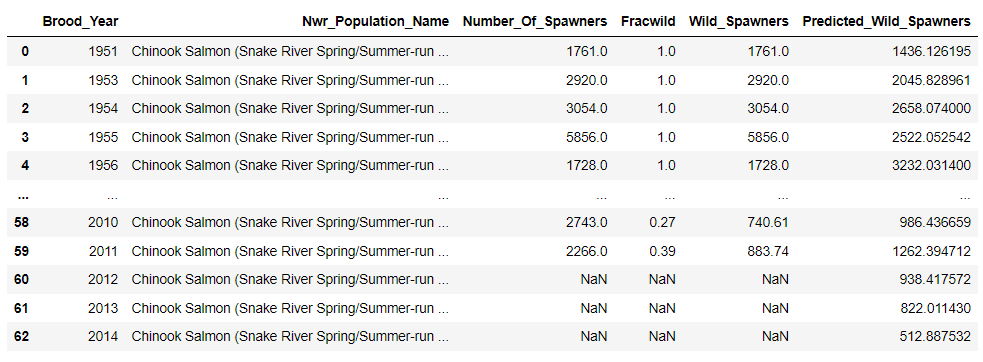 Brood_Year Nwr_Population_Name Number_Of_Spawners Fracwild Wild_Spawners Predicted_Wild_Spawners
0 1951 Chinook Salmon (Snake River Spring/Summer-run ... 1761.0 1.0 1761.0 1436.126195
1 1953 Chinook Salmon (Snake River Spring/Summer-run ... 2920.0 1.0 2920.0 2045.828961
2 1954 Chinook Salmon (Snake River Spring/Summer-run ... 3054.0 1.0 3054.0 2658.074000
3 1955 Chinook Salmon (Snake River Spring/Summer-run ... 5856.0 1.0 5856.0 2522.052542
4 1956 Chinook Salmon (Snake River Spring/Summer-run ... 1728.0 1.0 1728.0 3232.031400
... ... ... ... ... ... ...
58 2010 Chinook Salmon (Snake River Spring/Summer-run ... 2743.0 0.27 740.61 986.436659
59 2011 Chinook Salmon (Snake River Spring/Summer-run ... 2266.0 0.39 883.74 1262.394712
60 2012 Chinook Salmon (Snake River Spring/Summer-run ... NaN NaN NaN 938.417572
61 2013 Chinook Salmon (Snake River Spring/Summer-run ... NaN NaN NaN 822.011430
62 2014 Chinook Salmon (Snake River Spring/Summer-run ... NaN NaN NaN 512.887532